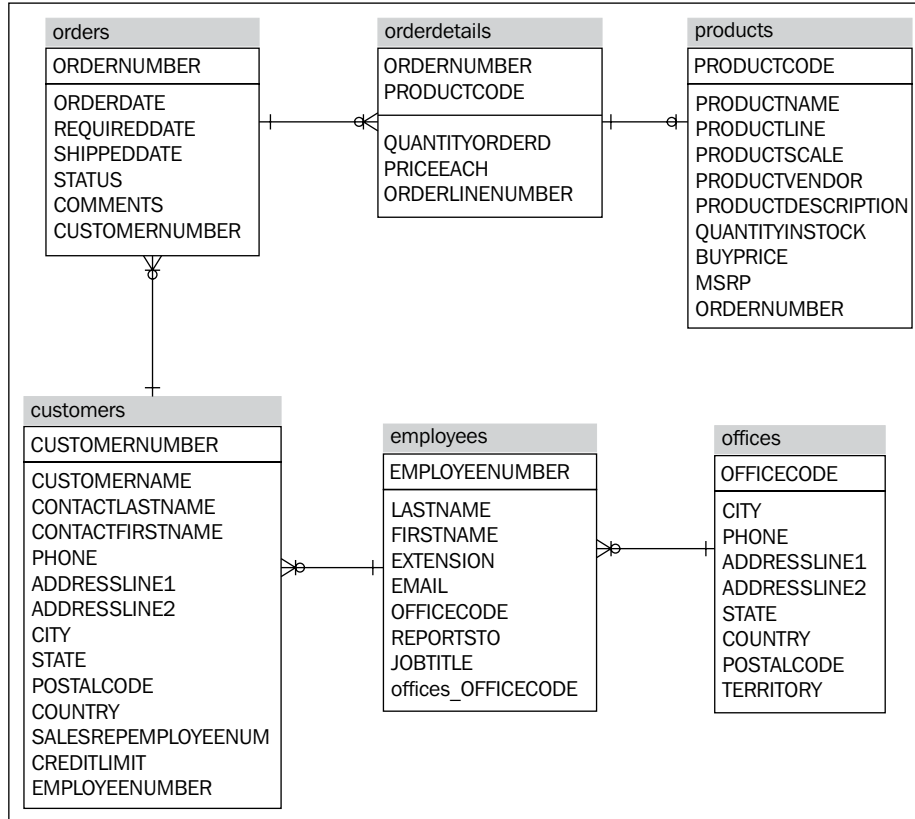 orders
ORDERNUMBER
ORDERDATE
REQUIREDDATE
SHIPPEDDATE
STATUS
COMMENTS
CUSTOMERNUMBER
orderdetails
ORDERNUMBER
PRODUCTCODE
QUANTITYORDERD
PRICEEACH
ORDERLINENUMBER
products
PRODUCTCODE
PRODUCTNAME
PRODUCTLINE
PRODUCTSCALE
PRODUCTVENDOR
PRODUCTDESCRIPTION
QUANTITYINSTOCK
BUYPRICE
MSRP
ORDERNUMBER
customers
CUSTOMERNUMBER
CUSTOMERNAME
CONTACTLASTNAME
CONTACTFIRSTNAME
PHONE
ADDRESSLINE1
ADDRESSLINE2
CITY
STATE
POSTALCODE
COUNTRY
SALESREPEMPLOYEENUM
CREDITLIMIT
EMPLOYEENUMBER
employees
EMPLOYEENUMBER
LASTNAME
FIRSTNAME
EXTENSION
EMAIL
OFFICECODE
REPORTSTO
JOBTITLE
offices_OFFICECODE
offices
OFFICECODE
CITY
PHONE
ADDRESSLINE1
ADDRESSLINE2
STATE
COUNTRY
POSTALCODE
TERRITORY